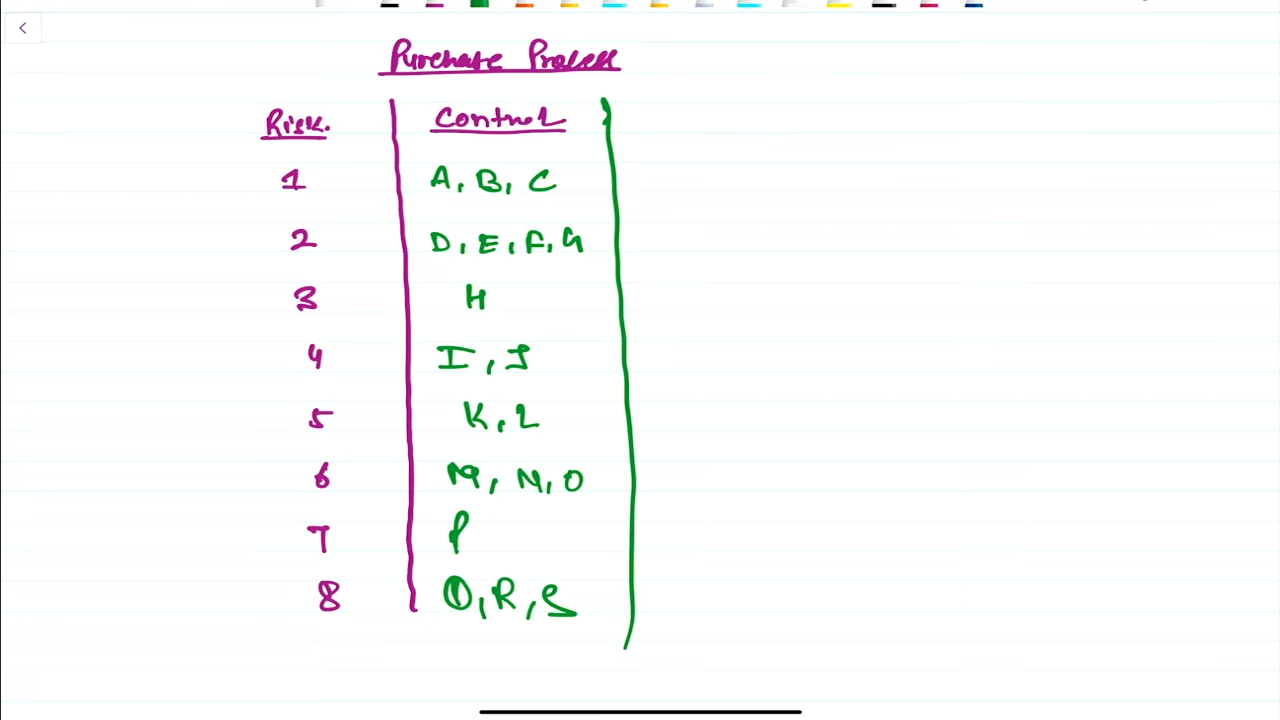 Purchase Process
Risk. Control
1 A, B, C
2 D, E, F, G
3 H
4 I, J
5 K, L
6 M, N, O
7 P
8 Q, R, S